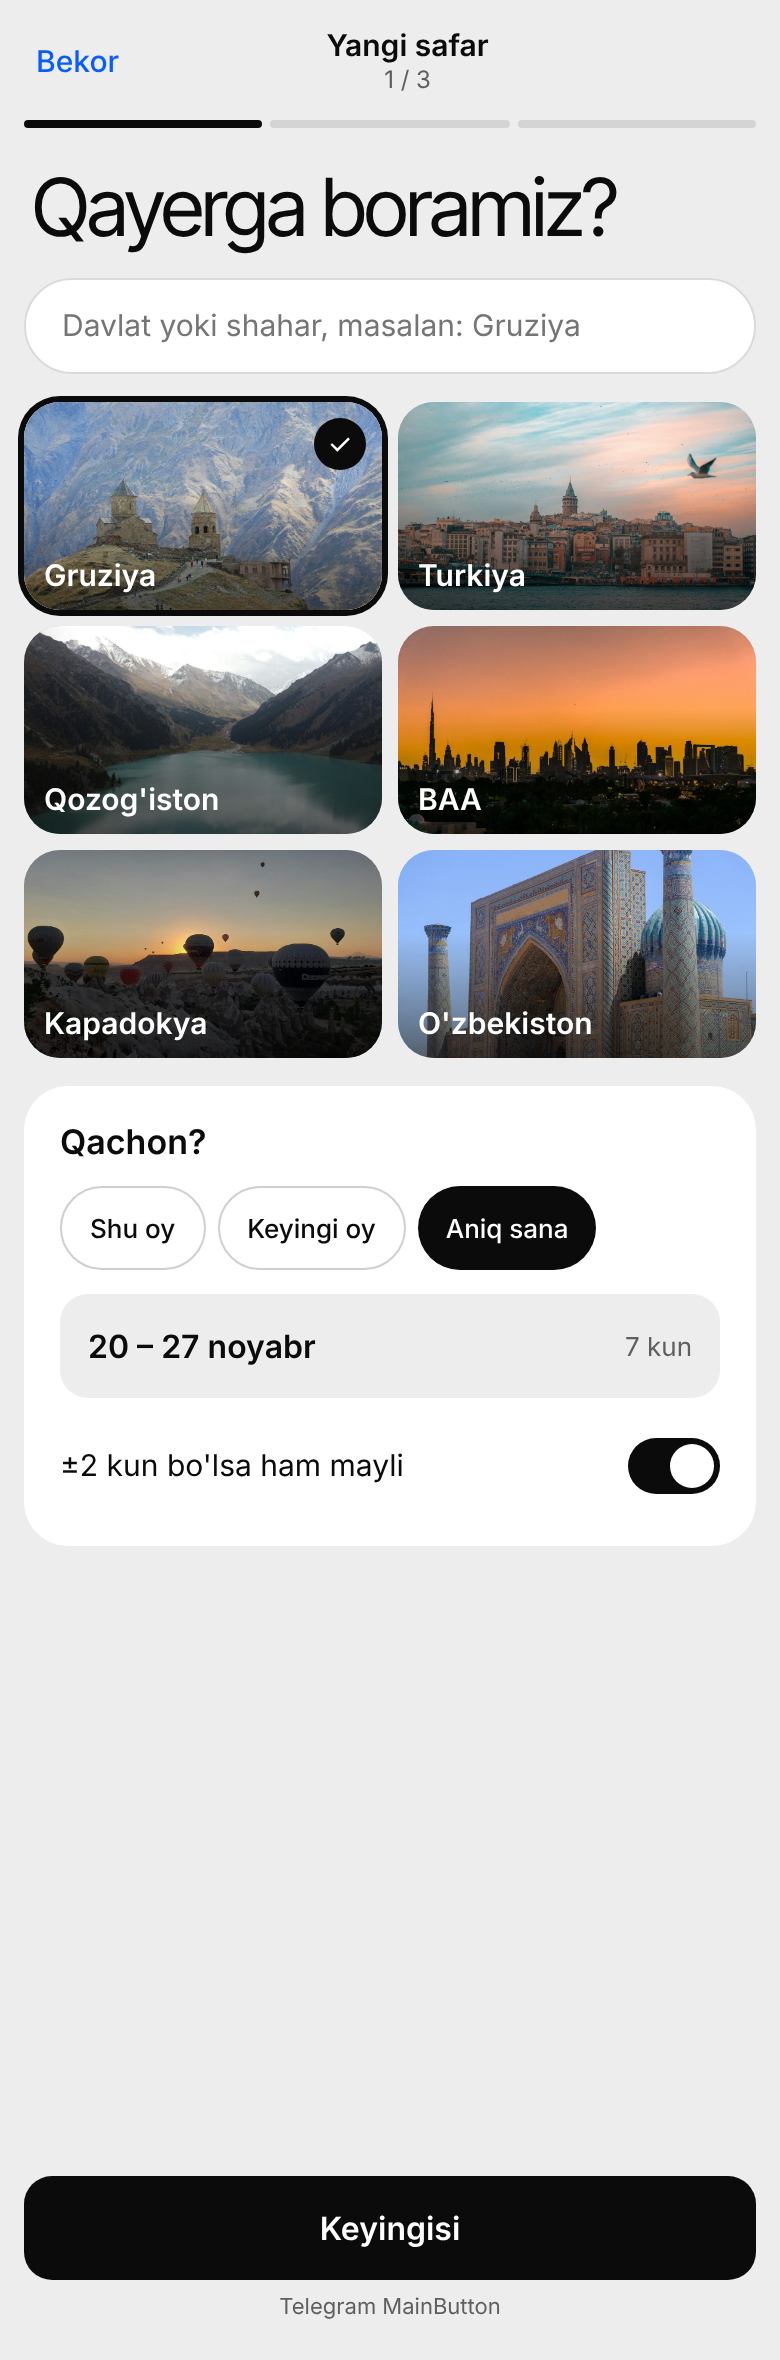 Bekor
Yangi safar
1 / 3
Qayerga boramiz?
Davlat yoki shahar, masalan: Gruziya
Gruziya
Turkiya
Qozog'iston
BAA
Kapadokya
O'zbekiston
Qachon?
Shu oy
Keyingi oy
Aniq sana
20 – 27 noyabr
7 kun
±2 kun bo'lsa ham mayli
Keyingisi
Telegram MainButton